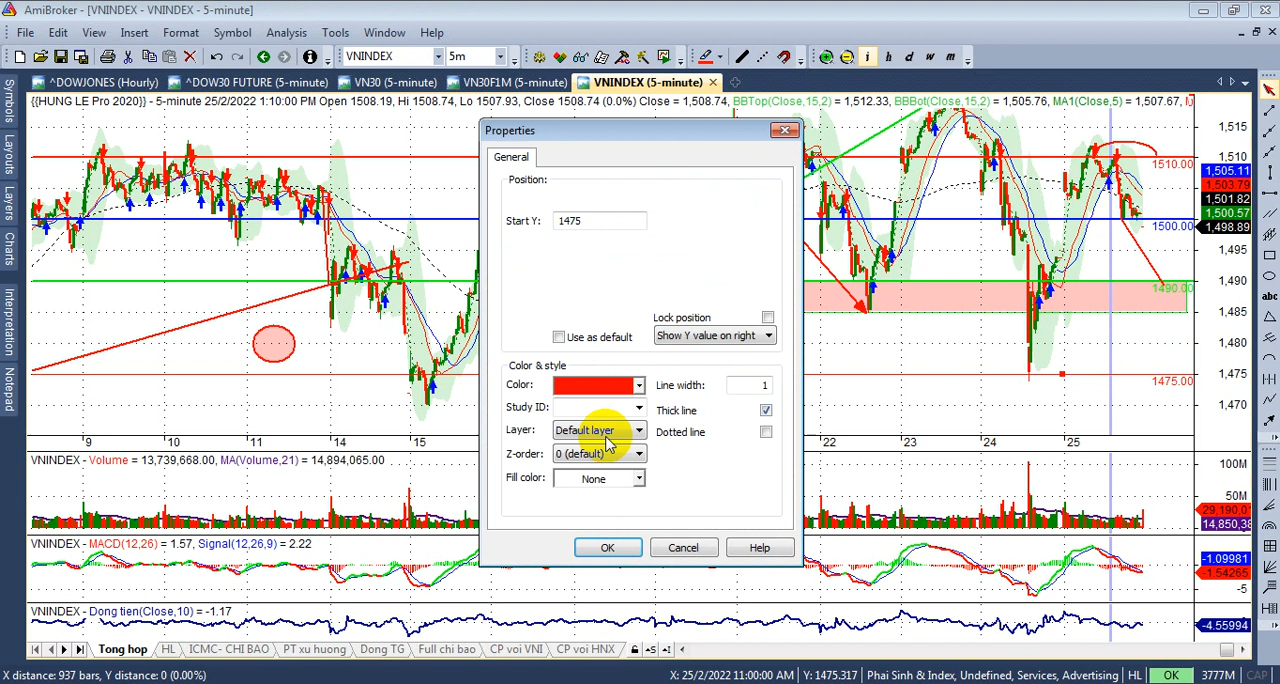 AmiBroker - [VNINDEX - 5-minute]
File Edit View Insert Format Symbol Analysis Tools Window Help
VNINDEX 5m i h d w m
^DOWJONES (Hourly) ^DOW30 FUTURE (5-minute) VN30 (5-minute) VN30F1M (5-minute) VNINDEX (5-minute)
{{HUNG LE Pro 2020}} - 5-minute 25/2/2022 1:10:00 PM Open 1508.19, Hi 1508.74, Lo 1507.93, Close 1508.74 (0.0%) Close = 1,508.74, BBTop(Close,15,2) = 1,512.33, BBBot(Close,15,2) = 1,505.76, MA1(Close,5) = 1,507.67,
Symbols
Layouts
Layers
Charts
Interpretation
Notepad
Properties
General
Position:
Start Y: 1475
Lock position
Use as default
Show Y value on right
Color & style
Color:
Line width: 1
Study ID:
Thick line
Layer: Default layer
Dotted line
Z-order: 0 (default)
Fill color: None
OK Cancel Help
1,515
1,510
1510.00
1,505.11
1,503.79
1,501.82
1,500.57
1500.00
1,498.89
1,495
1,490
1490.00
1,485
1,480
1,475
1475.00
1,470
abc
9 10 11 14 15 22 23 24 25
VNINDEX - Volume = 13,739,668.00, MA(Volume,21) = 14,894,065.00
100M
50M
29,190,0
14,850,38
VNINDEX - MACD(12,26) = 1.57, Signal(12,26,9) = 2.22
-1.09981
-1.54265
-5
VNINDEX - Dong tien(Close,10) = -1.17
-4.55994
Tong hop HL ICMC- CHI BAO PT xu huong Dong TG Full chi bao CP voi VNI CP voi HNX
X distance: 937 bars, Y distance: 0 (0.00%) X: 25/2/2022 11:00:00 AM Y: 1475.317 Phai Sinh & Index, Undefined, Services, Advertising HL OK 3777M CAP